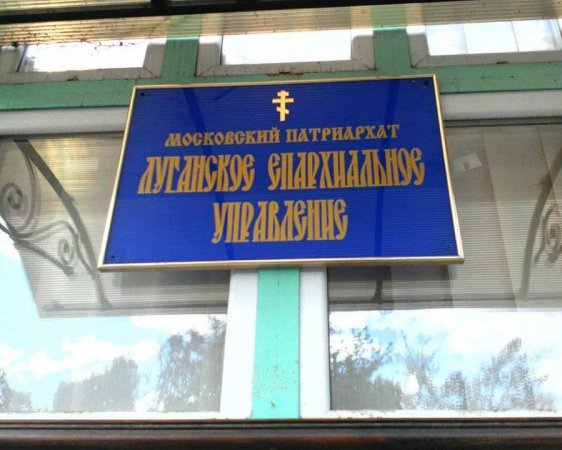 МОСКОВСКИЙ ПАТРИАРХАТ
ЛУГАНСКОЕ ЕПАРХИАЛЬНОЕ
УПРАВЛЕНИЕ